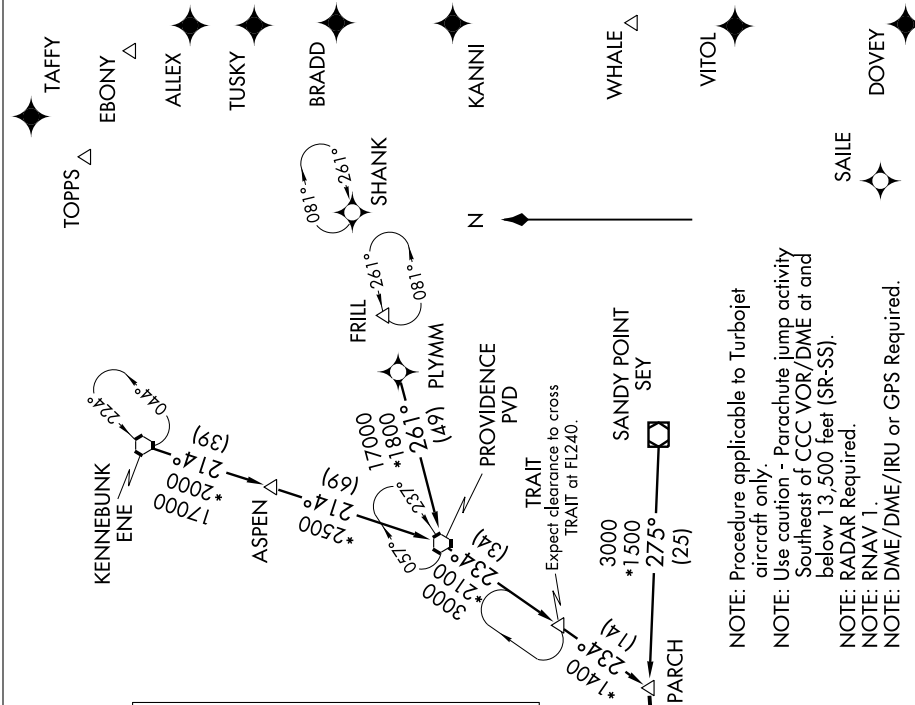 TAFFY
EBONY
ALLEX
TUSKY
BRADD
KANNI
WHALE
VITOL
DOVEY
TOPPS
SHANK
081°
261°
SAILE
N
FRILL
261°
081°
PLYMM
KENNEBUNK
ENE
224°
044°
17000
*2000
214°
(39)
ASPEN
*2500
214°
(69)
17000
*1800
261°
(49)
PROVIDENCE
PVD
237°
057°
3000
*2100
234°
(34)
TRAIT
Expect clearance to cross
TRAIT at FL240.
*1400
234°
(14)
SANDY POINT
SEY
3000
*1500
275°
(25)
PARCH
NOTE: Procedure applicable to Turbojet
aircraft only.
NOTE: Use caution - Parachute jump activity
Southeast of CCC VOR/DME at and
below 13,500 feet (SR-SS).
NOTE: RADAR Required.
NOTE: RNAV 1.
NOTE: DME/DME/IRU or GPS Required.